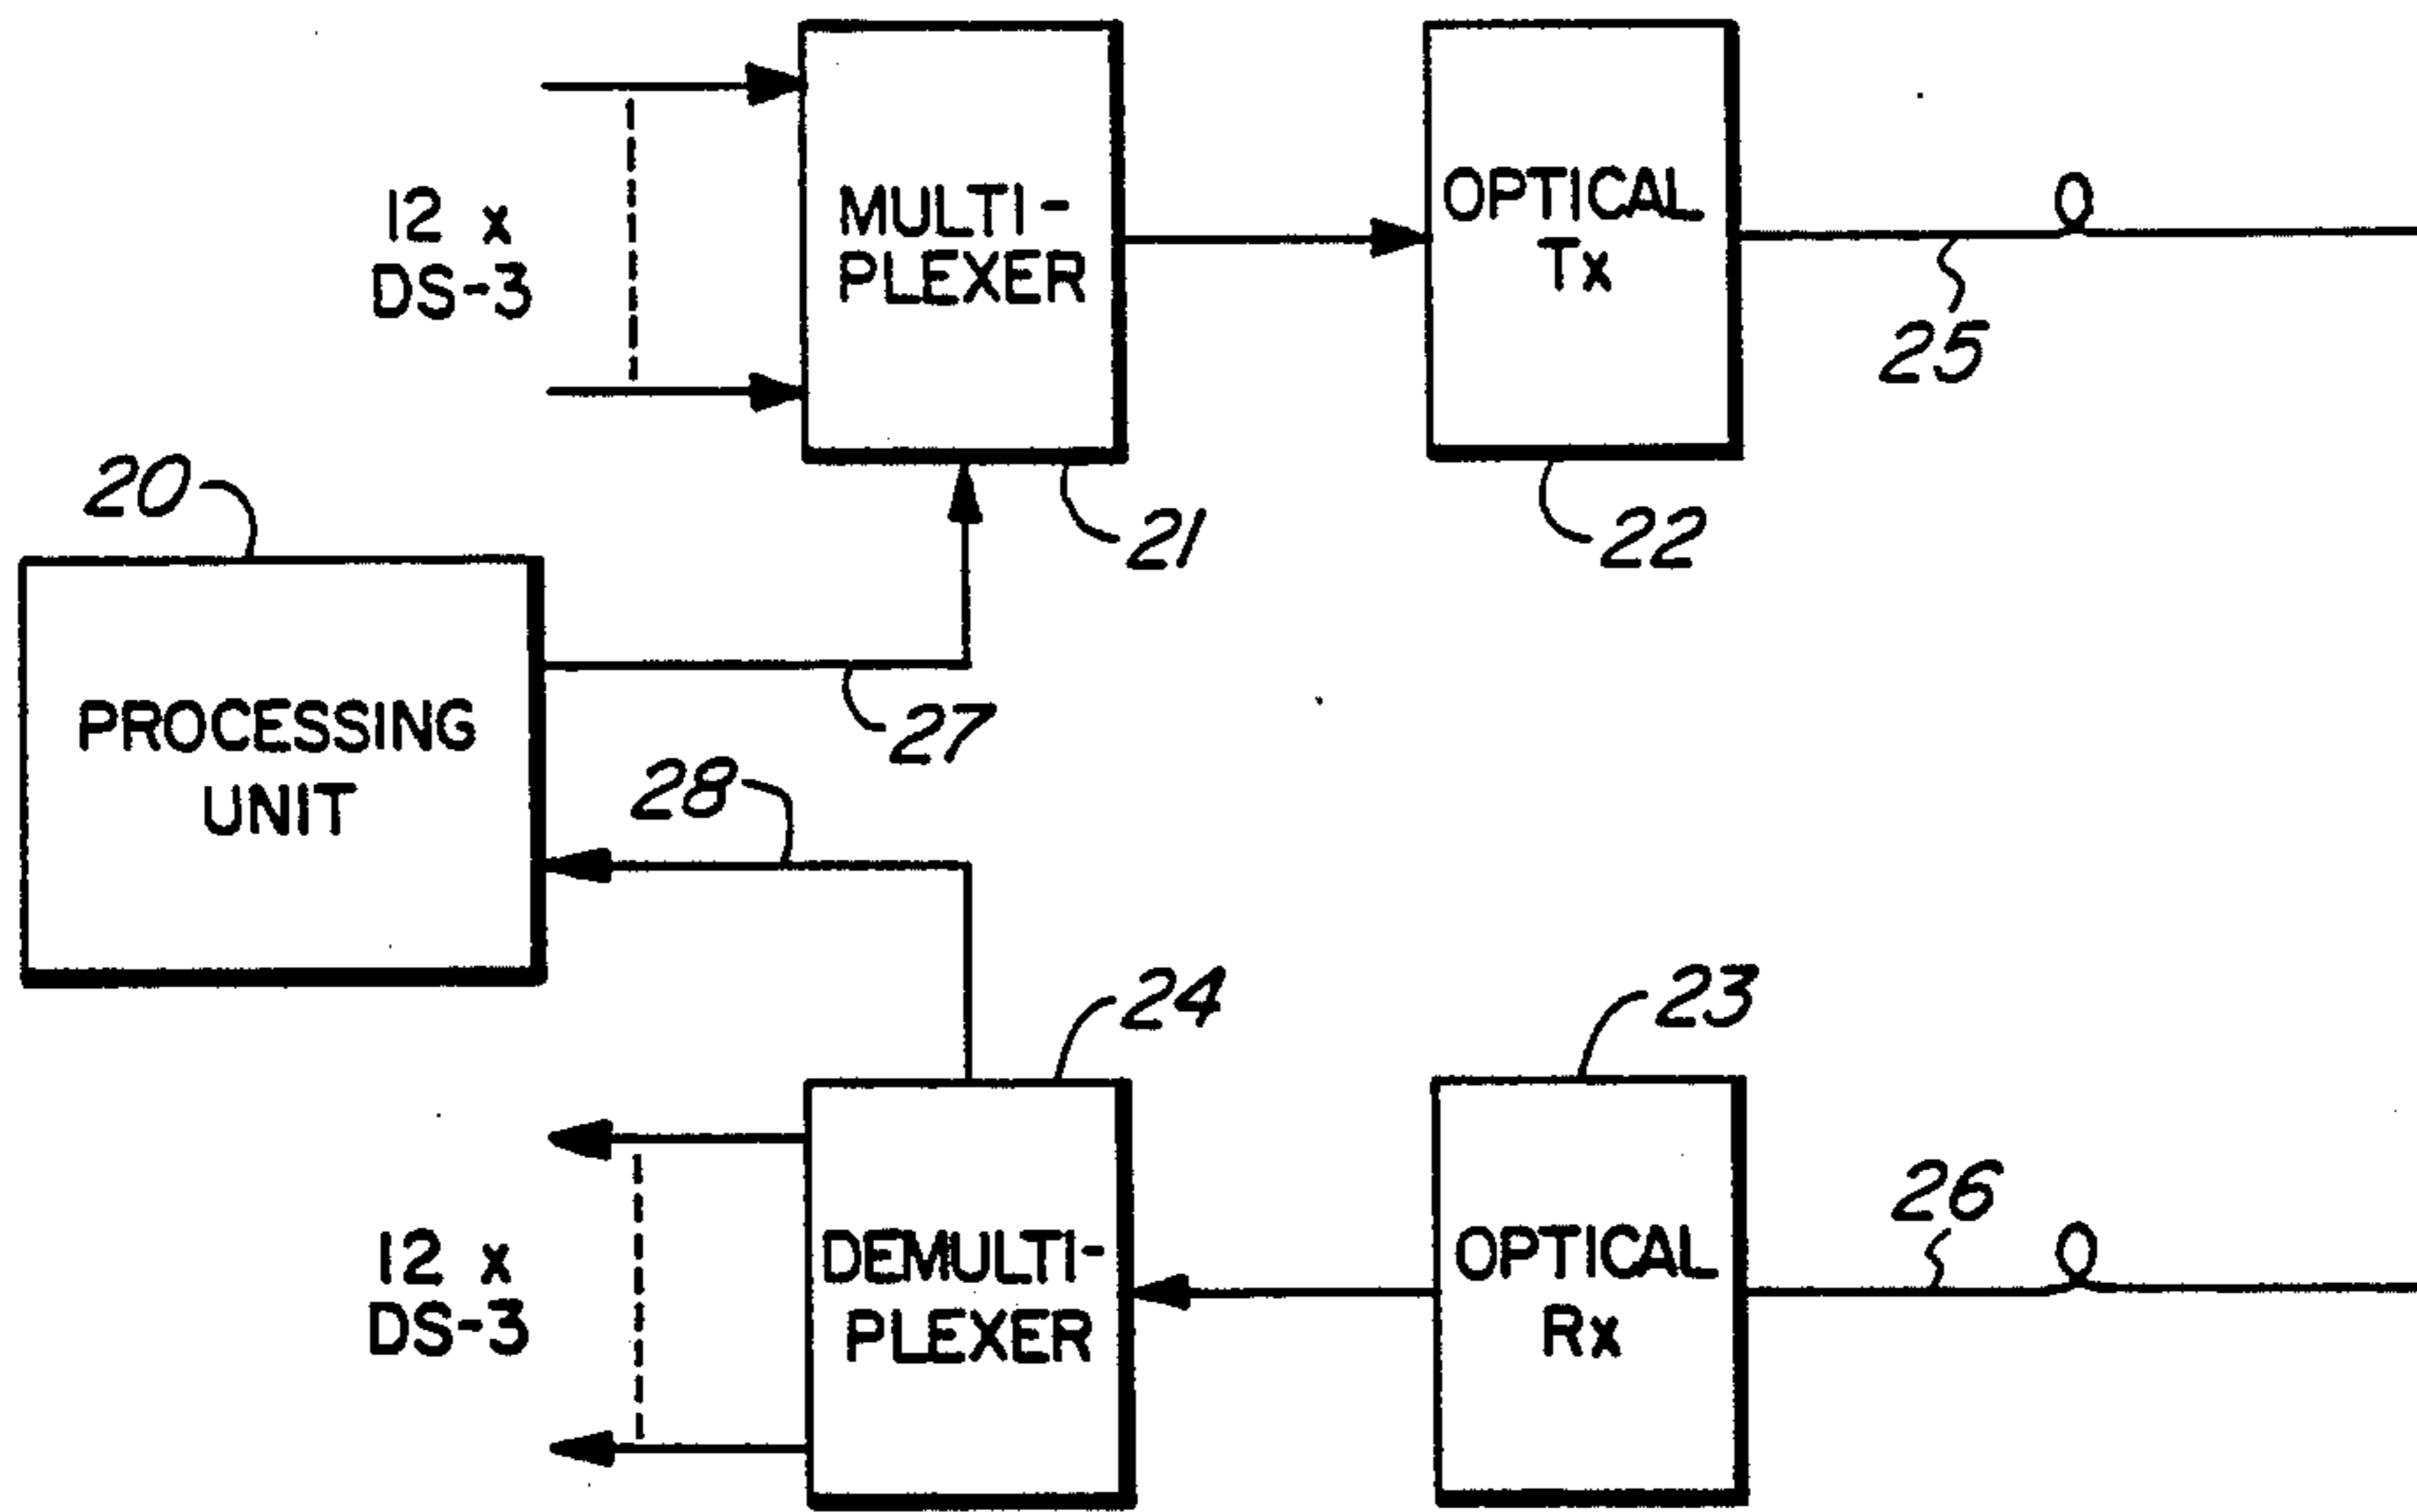 12 x
DS-3
MULTI-
PLEXER
OPTICAL
Tx
25
20
21
22
PROCESSING
UNIT
27
28
24
23
12 x
DS-3
DEMULTI-
PLEXER
OPTICAL
Rx
26